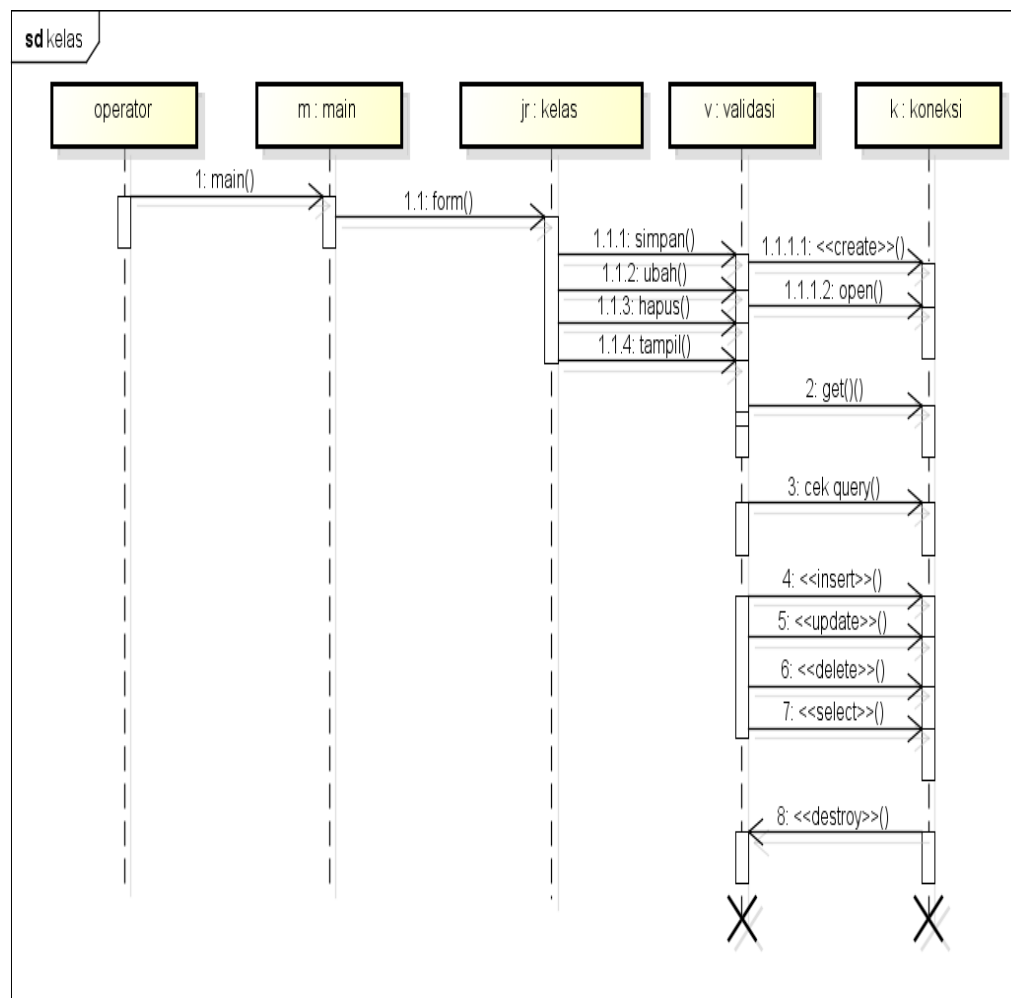 sd kelas
operator
m : main
jr : kelas
v : validasi
k : koneksi
1: main()
1.1: form()
1.1.1: simpan()
1.1.1.1: <<create>>()
1.1.2: ubah()
1.1.1.2: open()
1.1.3: hapus()
1.1.4: tampil()
2: get()()
3: cek query()
4: <<insert>>()
5: <<update>>()
6: <<delete>>()
7: <<select>>()
8: <<destroy>>()